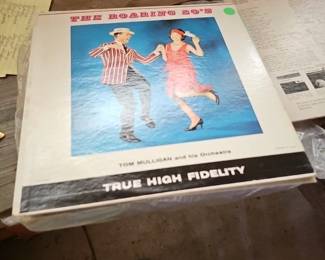 THE ROARING 20'S
TOM MULLIGAN and his Orchestra
TRUE HIGH FIDELITY